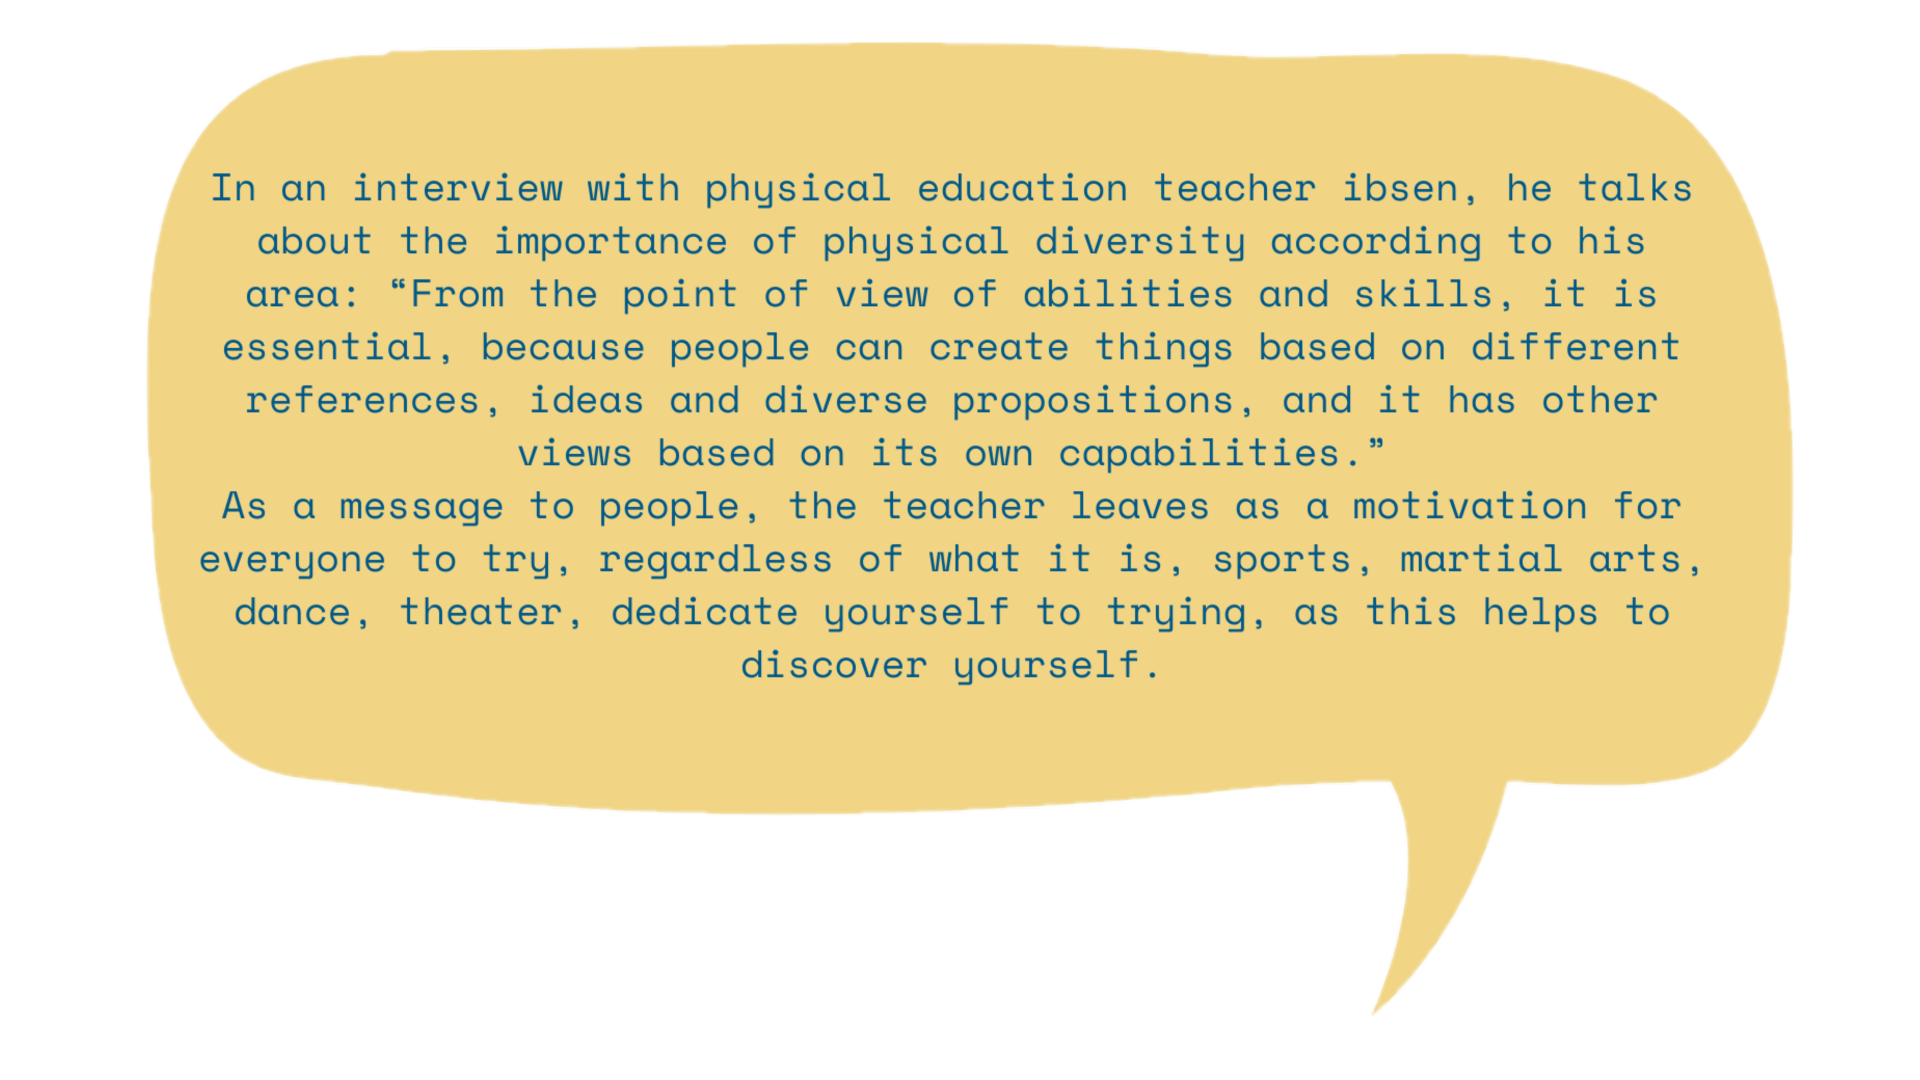 In an interview with physical education teacher ibsen, he talks
about the importance of physical diversity according to his
area: “From the point of view of abilities and skills, it is
essential, because people can create things based on different
references, ideas and diverse propositions, and it has other
views based on its own capabilities.”
As a message to people, the teacher leaves as a motivation for
everyone to try, regardless of what it is, sports, martial arts,
dance, theater, dedicate yourself to trying, as this helps to
discover yourself.